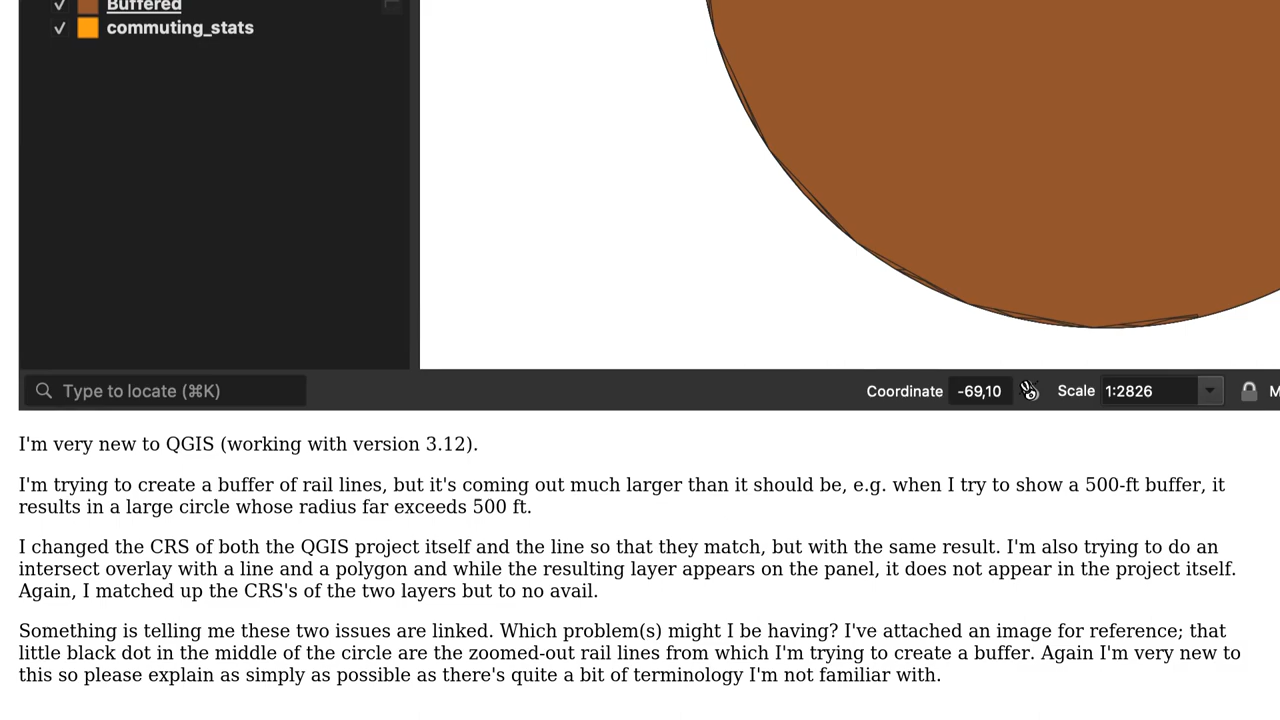 Buffered
commuting_stats
Type to locate (⌘K)
Coordinate -69,10 Scale 1:2826 M
I'm very new to QGIS (working with version 3.12).
I'm trying to create a buffer of rail lines, but it's coming out much larger than it should be, e.g. when I try to show a 500-ft buffer, it
results in a large circle whose radius far exceeds 500 ft.
I changed the CRS of both the QGIS project itself and the line so that they match, but with the same result. I'm also trying to do an
intersect overlay with a line and a polygon and while the resulting layer appears on the panel, it does not appear in the project itself.
Again, I matched up the CRS's of the two layers but to no avail.
Something is telling me these two issues are linked. Which problem(s) might I be having? I've attached an image for reference; that
little black dot in the middle of the circle are the zoomed-out rail lines from which I'm trying to create a buffer. Again I'm very new to
this so please explain as simply as possible as there's quite a bit of terminology I'm not familiar with.